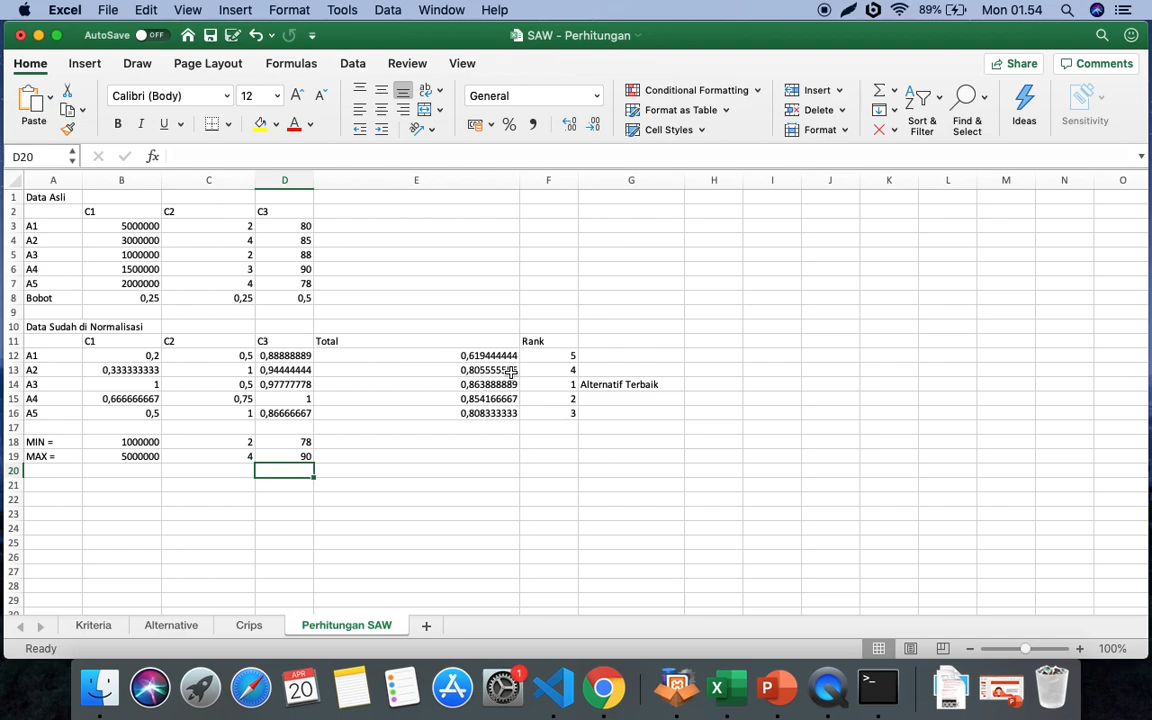 Excel File Edit View Insert Format Tools Data Window Help 89% Mon 01.54
AutoSave OFF SAW - Perhitungan
Home Insert Draw Page Layout Formulas Data Review View Share Comments
Paste Calibri (Body) 12 A A ab General Conditional Formatting Format as Table Cell Styles Insert Delete Format Sort & Filter Find & Select Ideas Sensitivity
B I U A % ,
D20 fx
A B C D E F G H I J K L M N O
1 Data Asli
2 C1 C2 C3
3 A1 5000000 2 80
4 A2 3000000 4 85
5 A3 1000000 2 88
6 A4 1500000 3 90
7 A5 2000000 4 78
8 Bobot 0,25 0,25 0,5
9
10 Data Sudah di Normalisasi
11 C1 C2 C3 Total Rank
12 A1 0,2 0,5 0,88888889 0,619444444 5
13 A2 0,333333333 1 0,94444444 4
14 A3 1 0,5 0,97777778 0,863888889 1 Alternatif Terbaik
15 A4 0,666666667 0,75 1 0,854166667 2
16 A5 0,5 1 0,86666667 0,808333333 3
17
18 MIN = 1000000 2 78
19 MAX = 5000000 4 90
20
21
22
23
24
25
26
27
28
29
Kriteria Alternative Crips Perhitungan SAW +
Ready 100%
APR 20 1